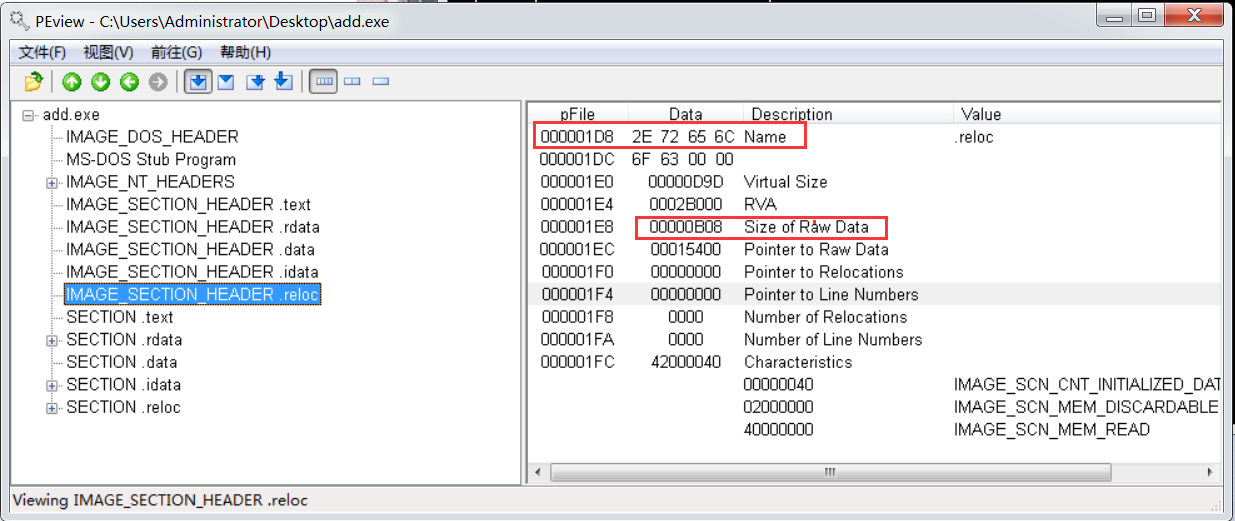 PEview - C:\Users\Administrator\Desktop\add.exe
文件(F) 视图(V) 前往(G) 帮助(H)
add.exe
IMAGE_DOS_HEADER
MS-DOS Stub Program
IMAGE_NT_HEADERS
IMAGE_SECTION_HEADER .text
IMAGE_SECTION_HEADER .rdata
IMAGE_SECTION_HEADER .data
IMAGE_SECTION_HEADER .idata
IMAGE_SECTION_HEADER .reloc
SECTION .text
SECTION .rdata
SECTION .data
SECTION .idata
SECTION .reloc
pFile Data Description Value
000001D8 2E 72 65 6C Name .reloc
000001DC 6F 63 00 00
000001E0 00000D9D Virtual Size
000001E4 0002B000 RVA
000001E8 00000B08 Size of Raw Data
000001EC 00015400 Pointer to Raw Data
000001F0 00000000 Pointer to Relocations
000001F4 00000000 Pointer to Line Numbers
000001F8 0000 Number of Relocations
000001FA 0000 Number of Line Numbers
000001FC 42000040 Characteristics
00000040 IMAGE_SCN_CNT_INITIALIZED_DAT
02000000 IMAGE_SCN_MEM_DISCARDABLE
40000000 IMAGE_SCN_MEM_READ
Viewing IMAGE_SECTION_HEADER .reloc